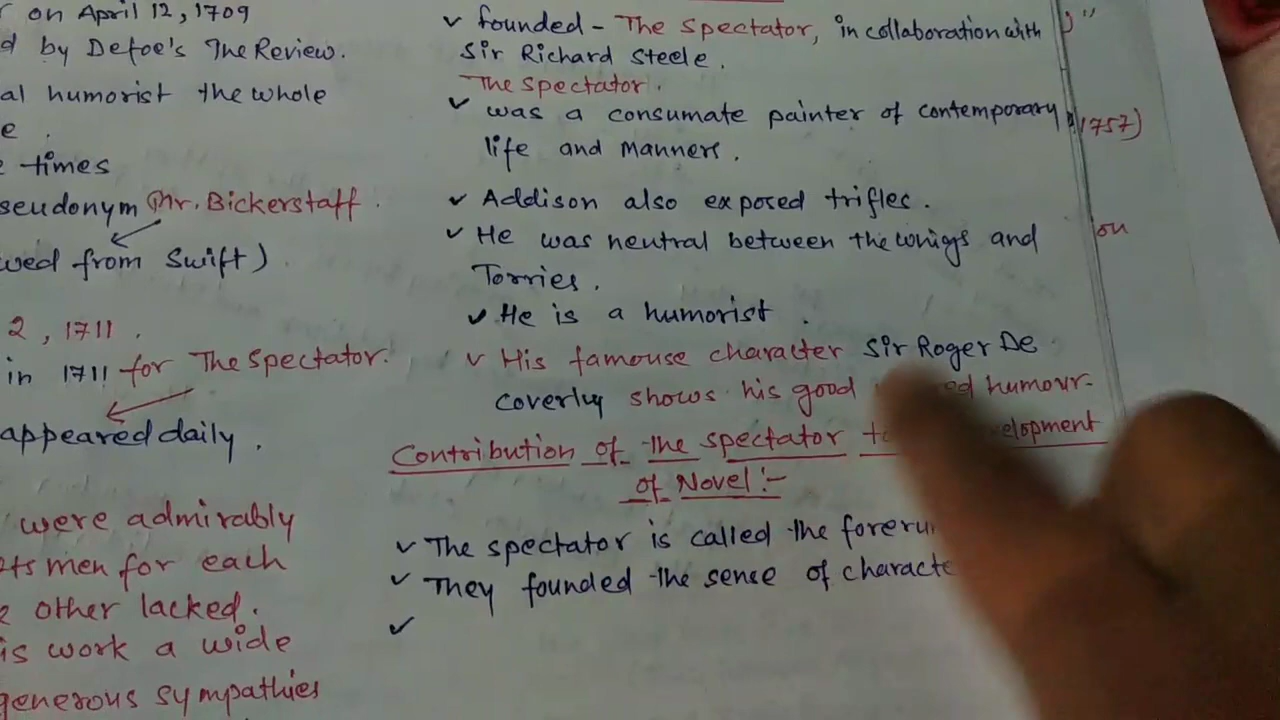 on April 12, 1709
d by Defoe's The Review.
al humorist the whole
e.
e times
seudonym Mr. Bickerstaff.
wed from Swift)
2, 1711.
in 1711 for The Spectator.
appeared daily.
were admirably
ts men for each
e other lacked.
is work a wide
generous sympathies
✓ founded - The Spectator, in collaboration with
Sir Richard Steele.
The Spectator.
✓ was a consumate painter of contemporary
life and manners.
✓ Addison also exposed trifles.
✓ He was neutral between the whigs and
Torries.
✓ He is a humorist.
✓ His famouse character Sir Roger De
coverly shows his good ed humour.
Contribution of the spectator t elopment
of Novel :-
✓ The spectator is called the foreru
✓ They founded the sense of characte
✓
1757)
on